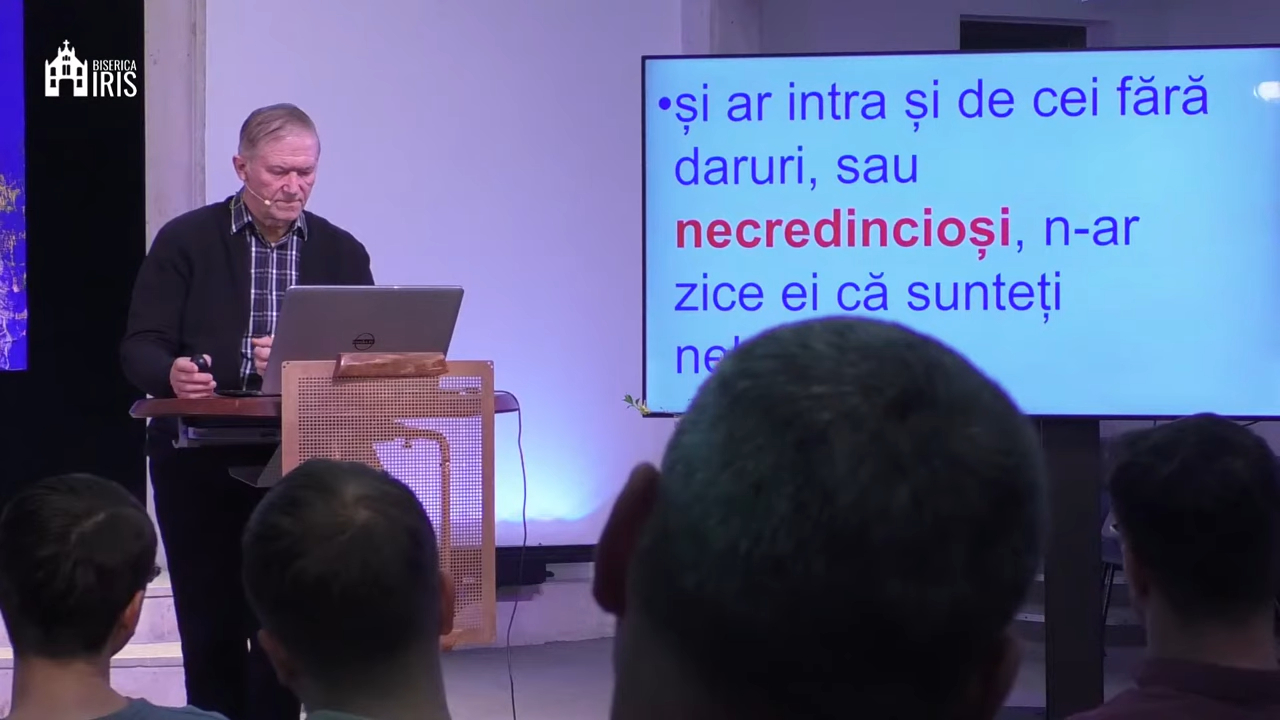 BISERICA
IRIS
•și ar intra și de cei fără
daruri, sau
necredincioși, n-ar
zice ei că sunteți